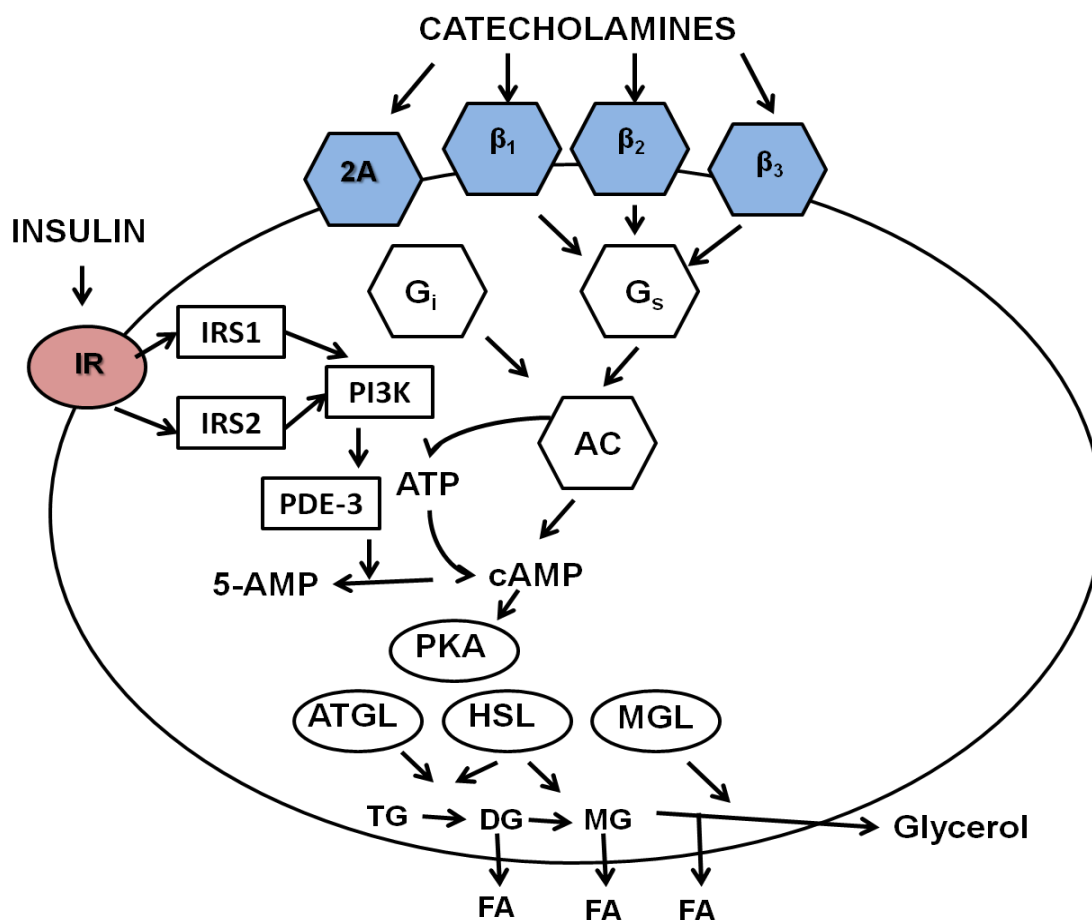 CATECHOLAMINES
2A
β₁
β₂
β₃
INSULIN
Gᵢ
Gₛ
IR
IRS1
PI3K
IRS2
AC
PDE-3
ATP
5-AMP
cAMP
PKA
ATGL
HSL
MGL
TG
DG
MG
Glycerol
FA
FA
FA